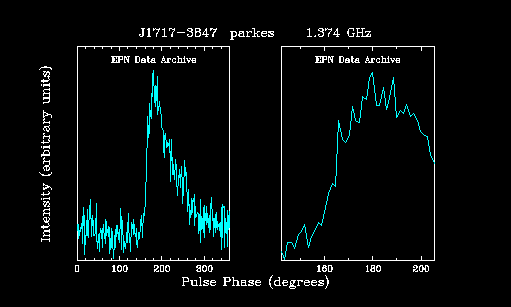 J1717-3847 parkes 1.374 GHz
EPN Data Archive EPN Data Archive
Intensity (arbitrary units)
0 100 200 300 160 180 200
Pulse Phase (degrees)